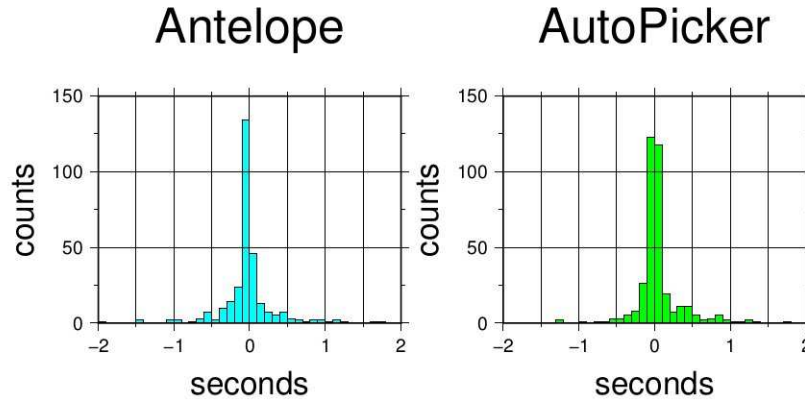 Antelope AutoPicker
150 150
100 100
50 50
0 0
counts counts
−2 −1 0 1 2 −2 −1 0 1 2
seconds seconds